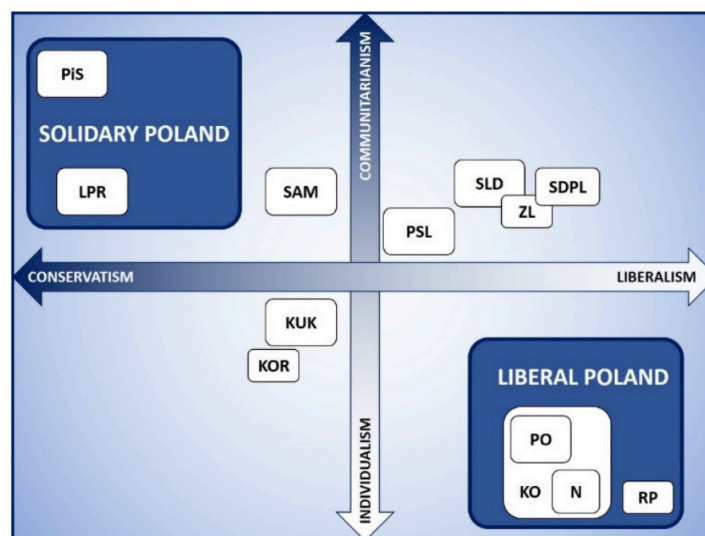 PiS
SOLIDARY POLAND
LPR
SAM
COMMUNITARIANISM
SLD
SDPL
ZL
PSL
CONSERVATISM
LIBERALISM
KUK
KOR
INDIVIDUALISM
LIBERAL POLAND
PO
KO
N
RP